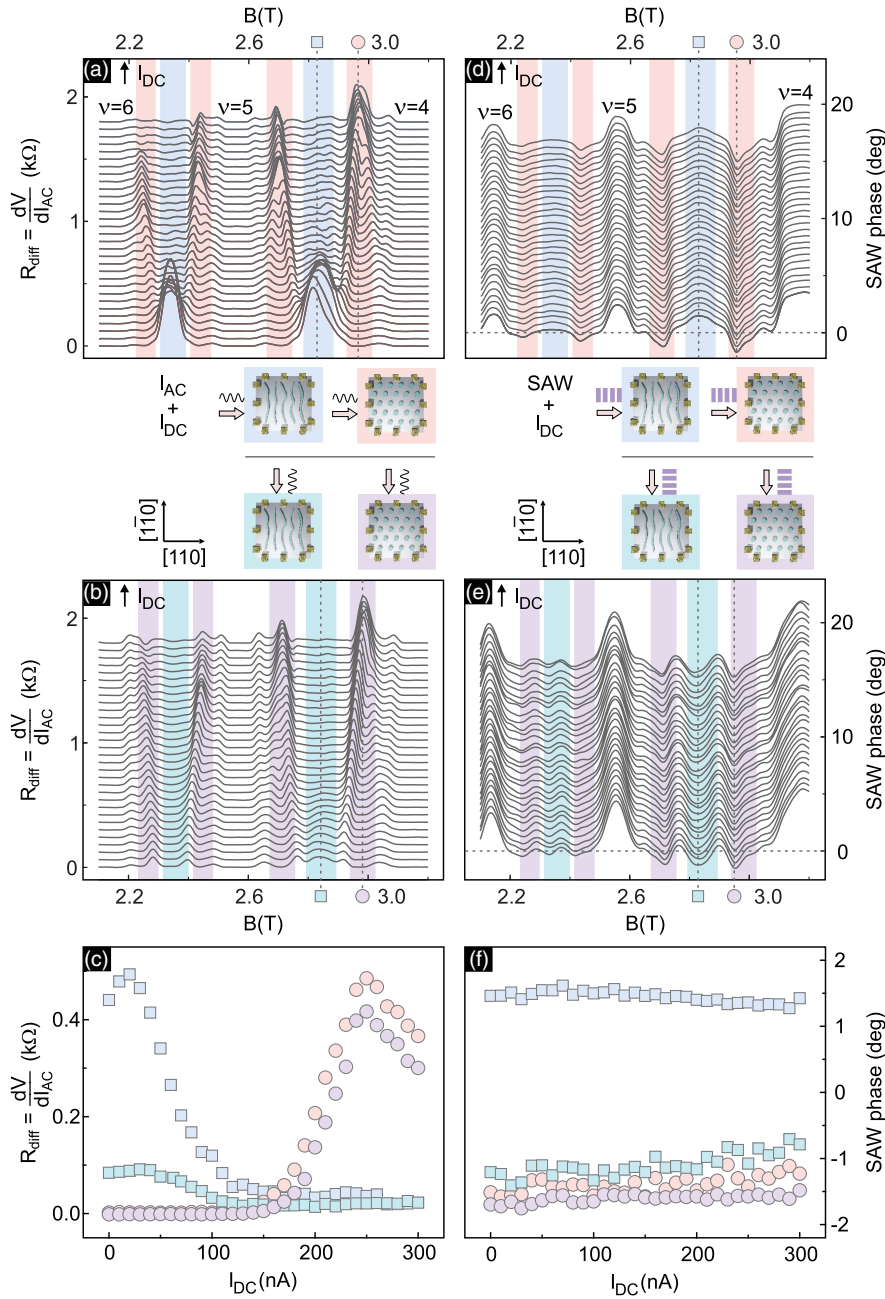 B(T)
B(T)
2.2
2.6
3.0
2.2
2.6
3.0
(a)
I_DC
ν=6
ν=5
ν=4
(d)
I_DC
ν=6
ν=5
ν=4
R_diff = dV/dI_AC (kΩ)
2
1
0
SAW phase (deg)
20
10
0
I_AC
+
I_DC
SAW
+
I_DC
[11̄0]
[110]
[11̄0]
[110]
(b)
I_DC
(e)
I_DC
R_diff = dV/dI_AC (kΩ)
2
1
0
SAW phase (deg)
20
10
0
2.2
2.6
3.0
2.2
2.6
3.0
B(T)
B(T)
(c)
(f)
R_diff = dV/dI_AC (kΩ)
0.4
0.2
0.0
SAW phase (deg)
2
1
0
-1
-2
0
100
200
300
0
100
200
300
I_DC(nA)
I_DC(nA)